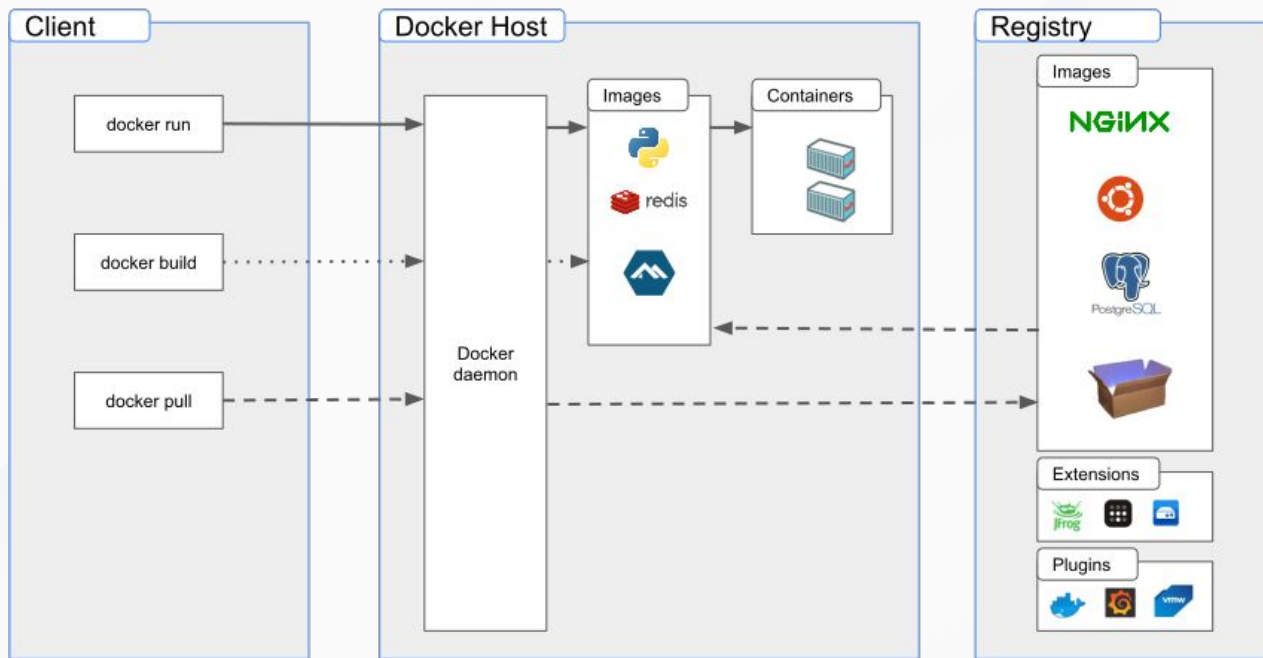 Client
Docker Host
Registry
docker run
docker build
docker pull
Docker
daemon
Images
redis
Containers
Images
NGiNX
PostgreSQL
Extensions
JFrog
Plugins
vmw